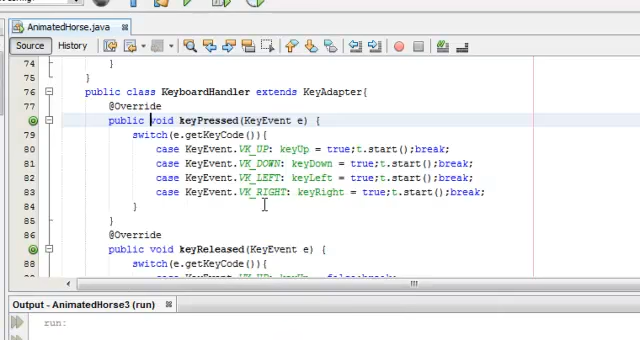 AnimatedHorse.java
Source History
74 }
75 }
76 public class KeyboardHandler extends KeyAdapter{
77 @Override
public void keyPressed(KeyEvent e) {
79 switch(e.getKeyCode()){
80 case KeyEvent.VK_UP: keyUp = true;t.start();break;
81 case KeyEvent.VK_DOWN: keyDown = true;t.start();break;
82 case KeyEvent.VK_LEFT: keyLeft = true;t.start();break;
83 case KeyEvent.VK_RIGHT: keyRight = true;t.start();break;
84 }
85 }
86 @Override
public void keyReleased(KeyEvent e) {
88 switch(e.getKeyCode()){
Output - AnimatedHorse3 (run)
run: